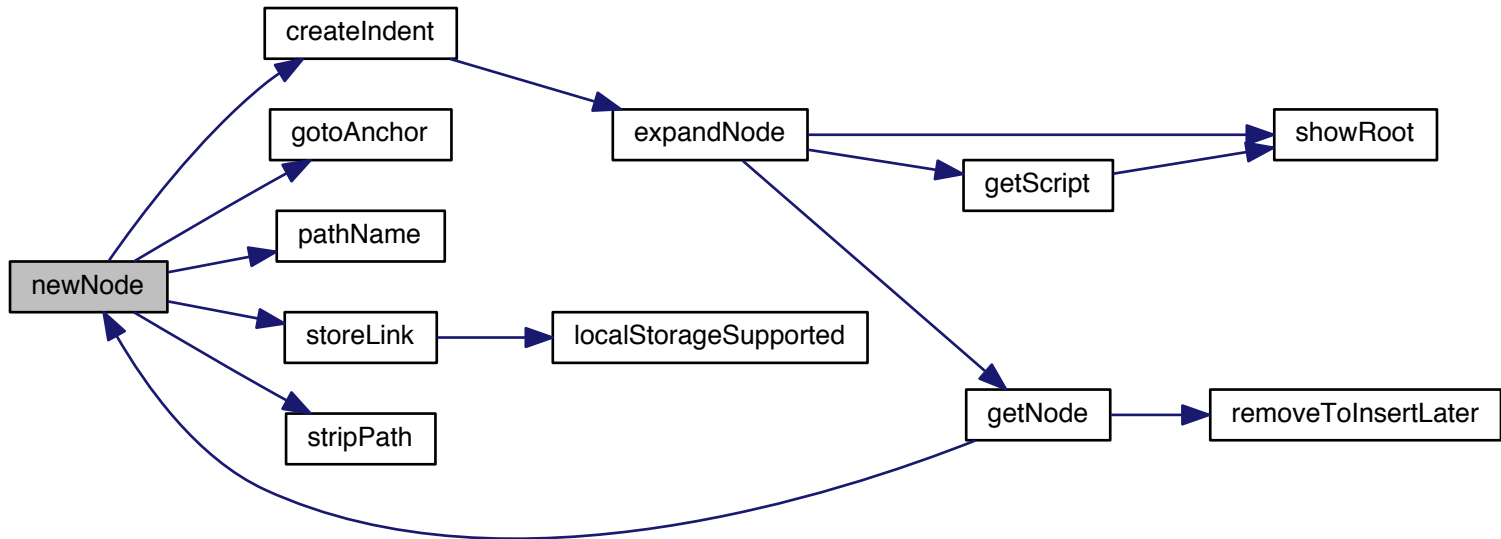 createIndent
gotoAnchor
expandNode
showRoot
getScript
pathName
newNode
storeLink
localStorageSupported
getNode
removeToInsertLater
stripPath